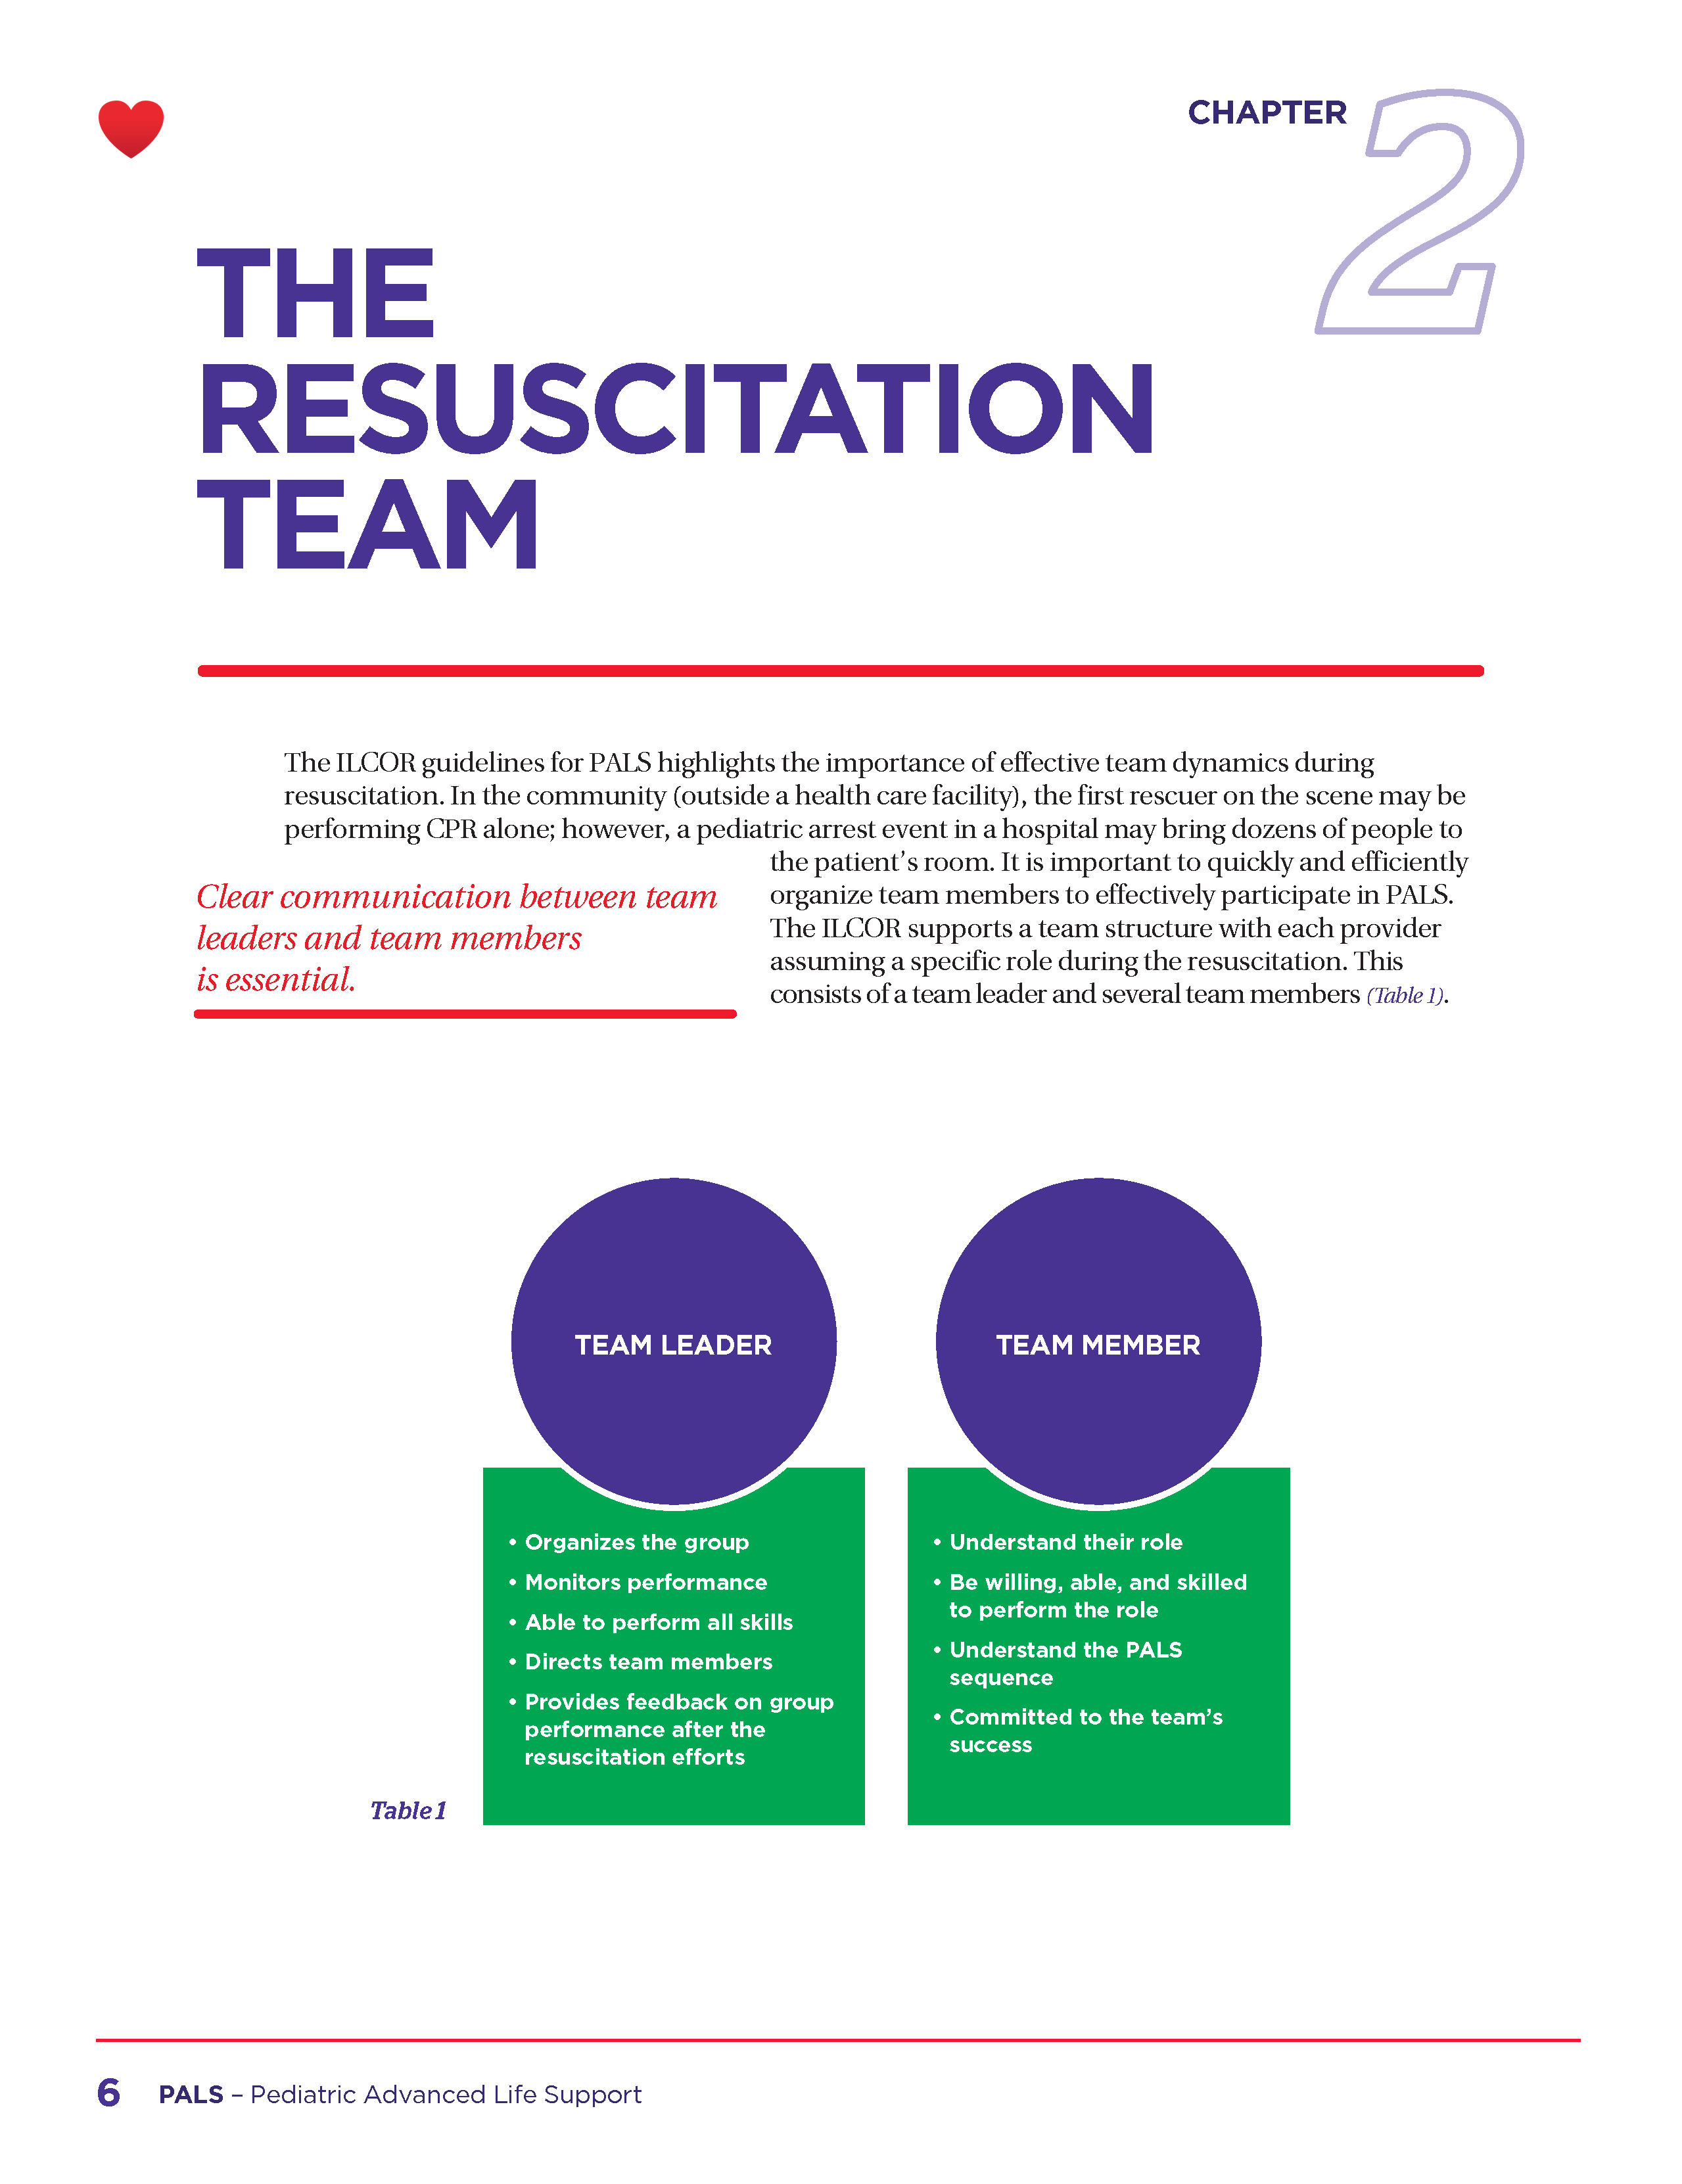 CHAPTER 2
THE
RESUSCITATION
TEAM
The ILCOR guidelines for PALS highlights the importance of effective team dynamics during
resuscitation. In the community (outside a health care facility), the first rescuer on the scene may be
performing CPR alone; however, a pediatric arrest event in a hospital may bring dozens of people to
the patient's room. It is important to quickly and efficiently
organize team members to effectively participate in PALS.
The ILCOR supports a team structure with each provider
assuming a specific role during the resuscitation. This
consists of a team leader and several team members (Table 1).
Clear communication between team
leaders and team members
is essential.
TEAM LEADER
• Organizes the group
• Monitors performance
• Able to perform all skills
• Directs team members
• Provides feedback on group
performance after the
resuscitation efforts
TEAM MEMBER
• Understand their role
• Be willing, able, and skilled
to perform the role
• Understand the PALS
sequence
• Committed to the team's
success
Table 1
6 PALS – Pediatric Advanced Life Support